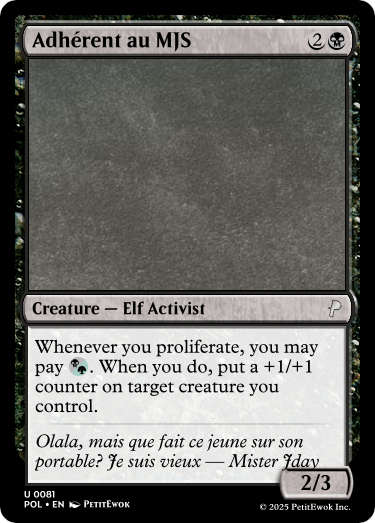 Adhérent au MJS 2
Creature — Elf Activist
Whenever you proliferate, you may
pay . When you do, put a +1/+1
counter on target creature you
control.
Olala, mais que fait ce jeune sur son
portable? Je suis vieux — Mister Jday
2/3
U 0081
POL • EN PetitEwok
© 2025 PetitEwok Inc.